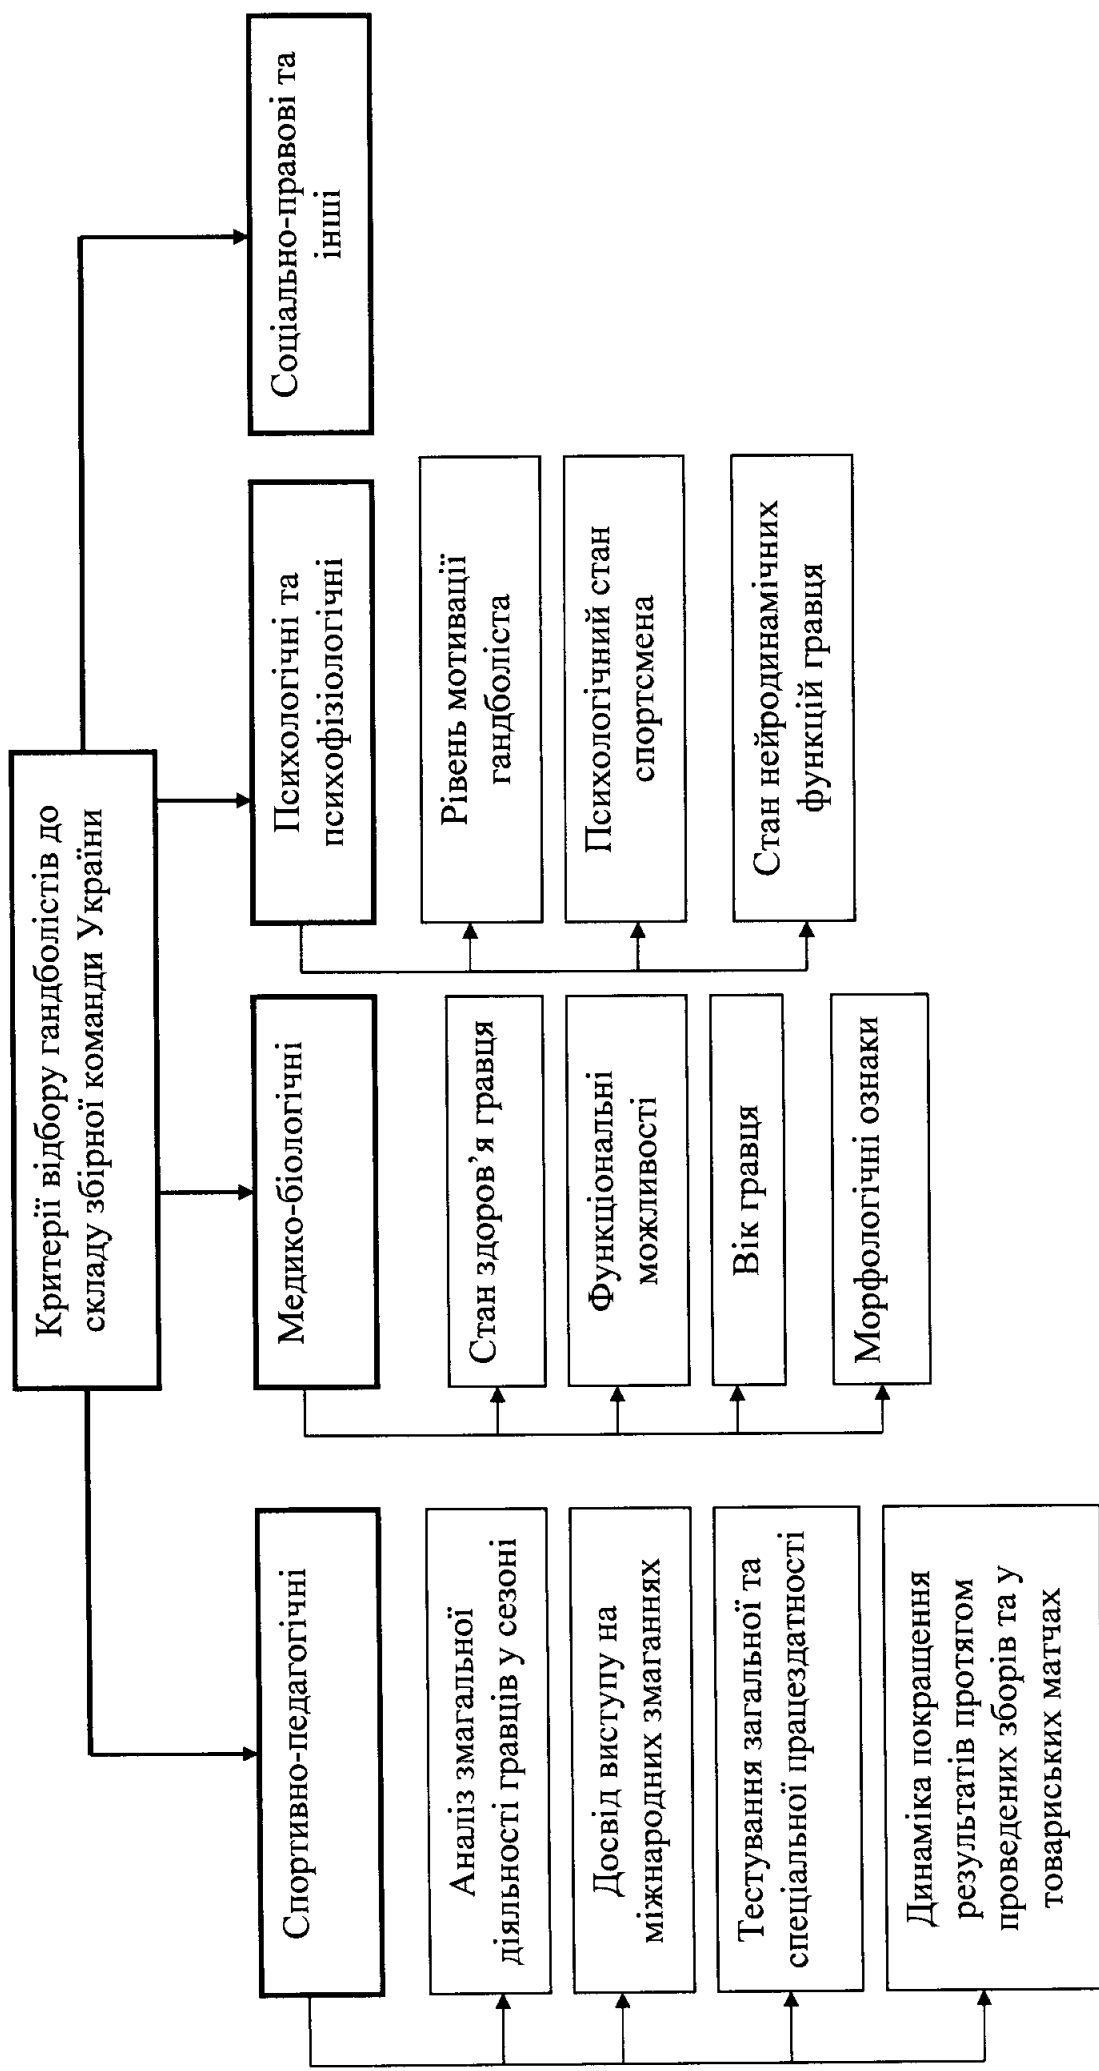 Критерії відбору гандболістів до
складу збірної команди України
Спортивно-педагогічні
Аналіз змагальної
діяльності гравців у сезоні
Досвід виступу на
міжнародних змаганнях
Тестування загальної та
спеціальної працездатності
Динаміка покращення
результатів протягом
проведених зборів та у
товариських матчах
Медико-біологічні
Стан здоров’я гравця
Функціональні
можливості
Вік гравця
Морфологічні ознаки
Психологічні та
психофізіологічні
Рівень мотивації
гандболіста
Психологічний стан
спортсмена
Стан нейродинамічних
функцій гравця
Соціально-правові та
інші